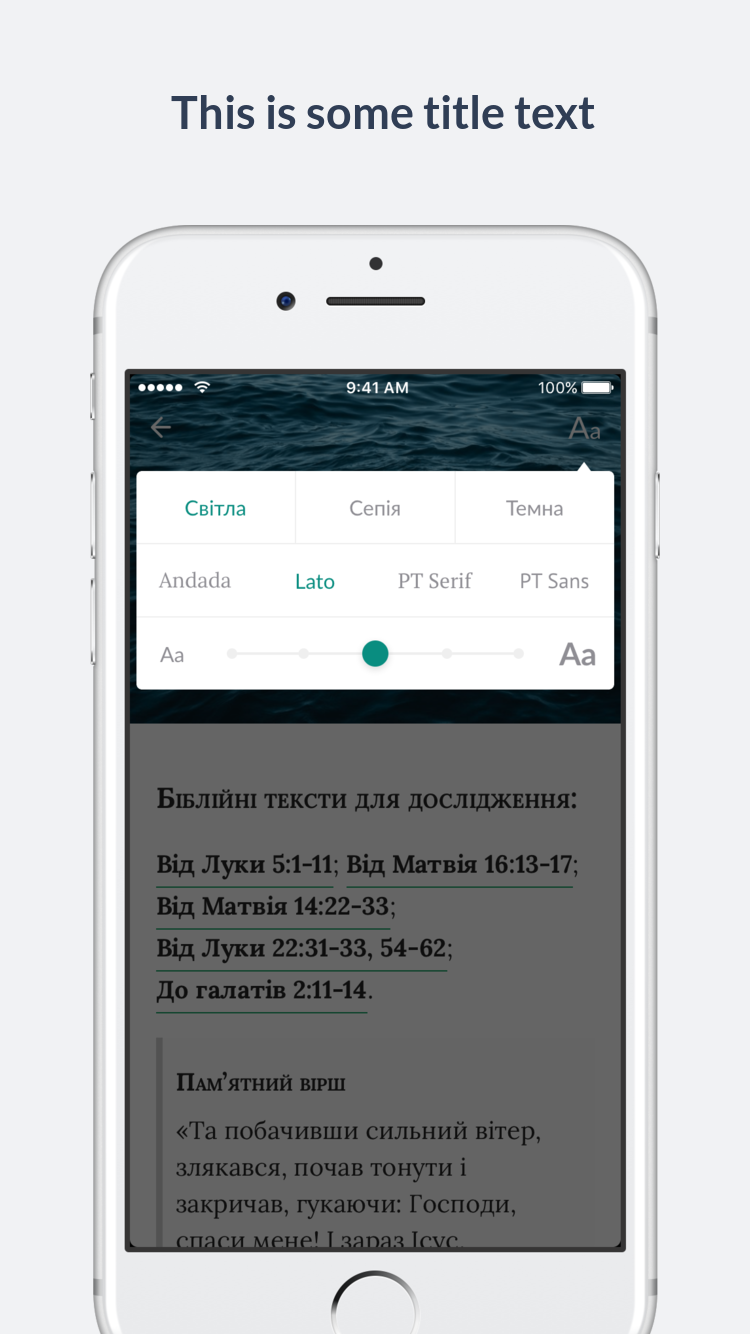 This is some title text
9:41 AM
100%
Aa
Світла Сепія Темна
Andada Lato PT Serif PT Sans
Aa Aa
Біблійні тексти для дослідження:
Від Луки 5:1-11; Від Матвія 16:13-17;
Від Матвія 14:22-33;
Від Луки 22:31-33, 54-62;
До галатів 2:11-14.
Пам’ятний вірш
«Та побачивши сильний вітер,
злякався, почав тонути і
закричав, гукаючи: Господи,
спаси мене! І зараз Ісус,